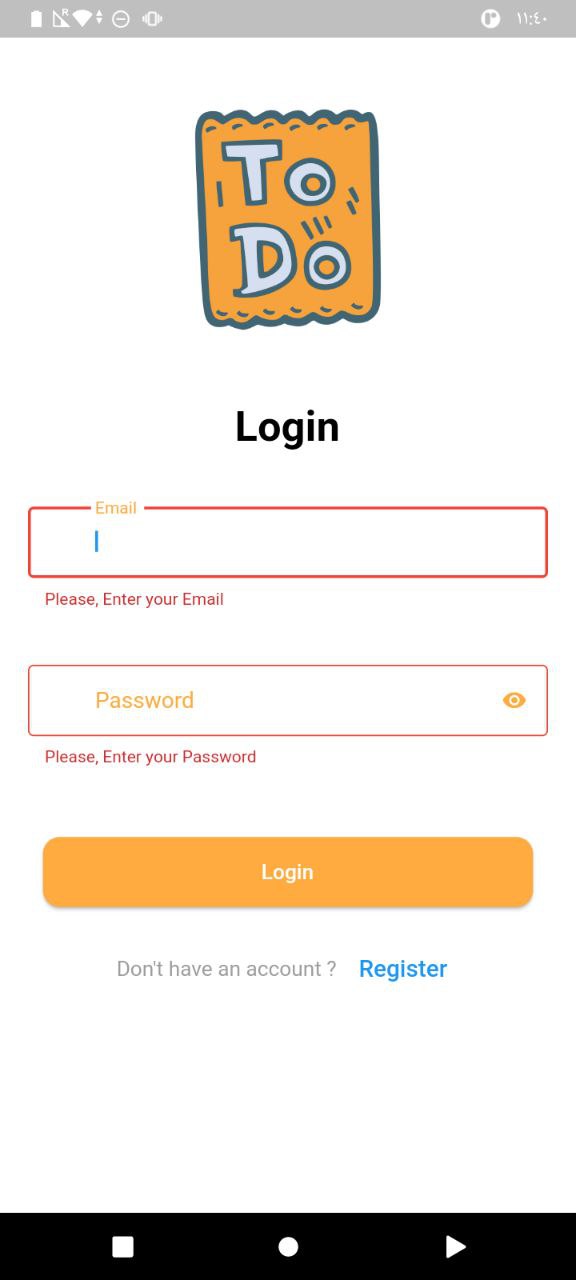 R
١١:٤٠
To
Do
Login
Email
Please, Enter your Email
Password
Please, Enter your Password
Login
Don't have an account ? Register